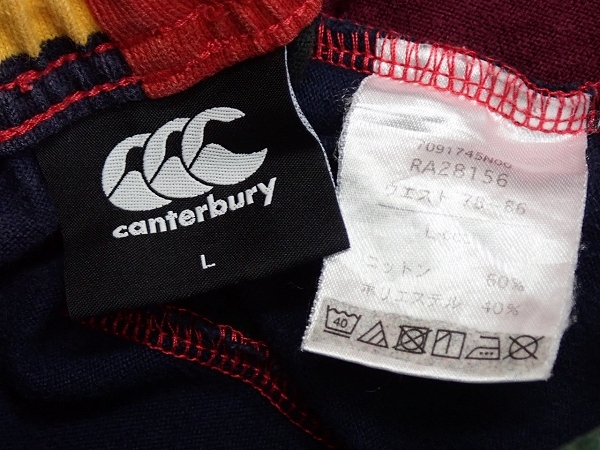 canterbury
L
RA28156
ウエスト 78-86
コットン 60%
ポリエステル 40%
40